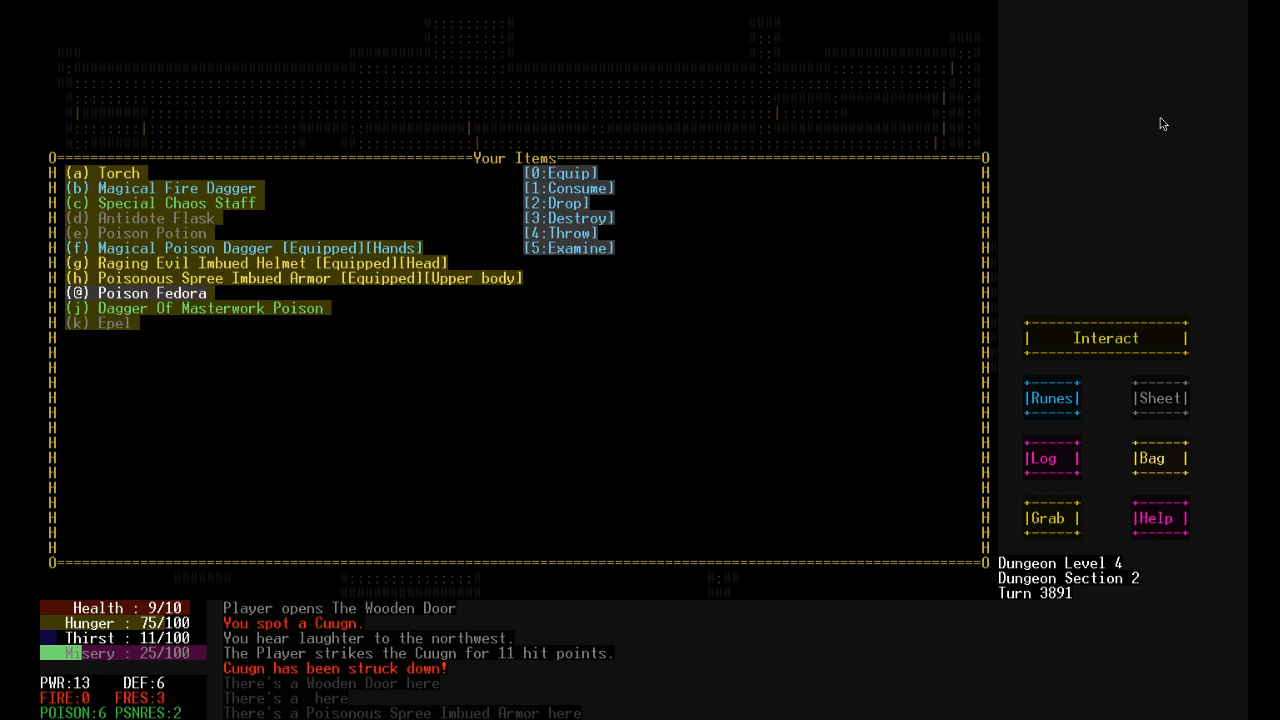 Your Items
(a) Torch
(b) Magical Fire Dagger
(c) Special Chaos Staff
(d) Antidote Flask
(e) Poison Potion
(f) Magical Poison Dagger [Equipped][Hands]
(g) Raging Evil Imbued Helmet [Equipped][Head]
(h) Poisonous Spree Imbued Armor [Equipped][Upper body]
(@) Poison Fedora
(j) Dagger Of Masterwork Poison
(k) Epel
[0:Equip]
[1:Consume]
[2:Drop]
[3:Destroy]
[4:Throw]
[5:Examine]
Interact
Runes
Sheet
Log
Bag
Grab
Help
Dungeon Level 4
Dungeon Section 2
Turn 3891
Health : 9/10
Hunger : 75/100
Thirst : 11/100
Misery : 25/100
PWR:13 DEF:6
FIRE:0 FRES:3
POISON:6 PSNRES:2
Player opens The Wooden Door
You spot a Cuugn.
You hear laughter to the northwest.
The Player strikes the Cuugn for 11 hit points.
Cuugn has been struck down!
There's a Wooden Door here
There's a  here
There's a Poisonous Spree Imbued Armor here